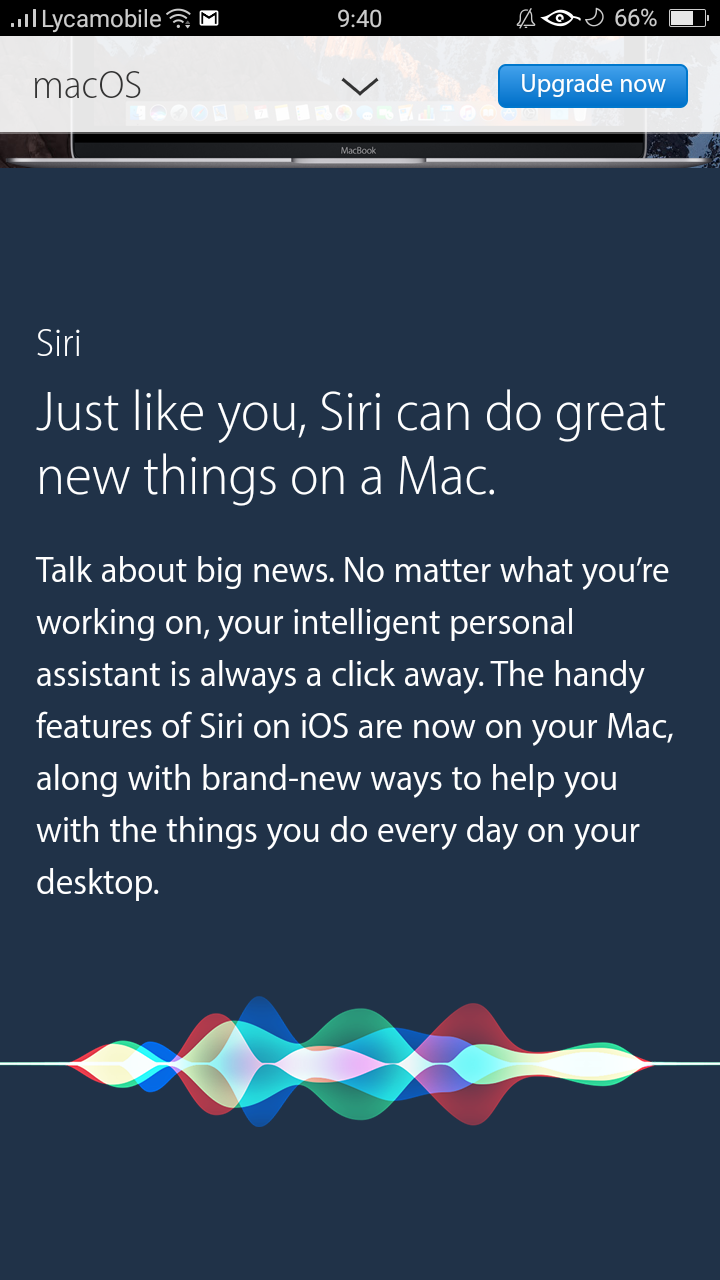 Lycamobile 9:40 66%
macOS Upgrade now
MacBook
Siri
Just like you, Siri can do great
new things on a Mac.
Talk about big news. No matter what you’re
working on, your intelligent personal
assistant is always a click away. The handy
features of Siri on iOS are now on your Mac,
along with brand-new ways to help you
with the things you do every day on your
desktop.